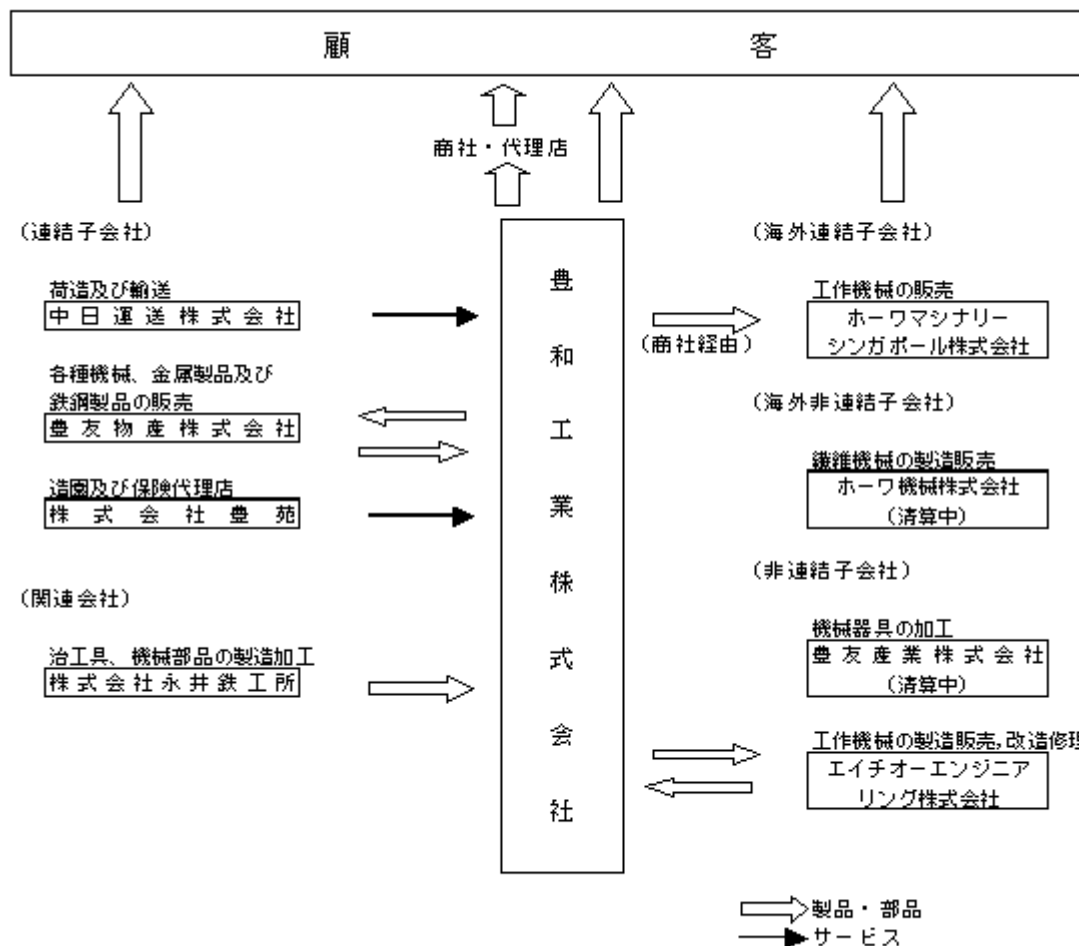 顧客
商社・代理店
(連結子会社)
荷造及び輸送
中日運送株式会社
各種機械、金属製品及び
鉄鋼製品の販売
豊友物産株式会社
造園及び保険代理店
株式会社豊苑
(関連会社)
治工具、機械部品の製造加工
株式会社永井鉄工所
豊和工業株式会社
(海外連結子会社)
工作機械の販売
ホーワマシナリー
シンガポール株式会社
(商社経由)
(海外非連結子会社)
繊維機械の製造販売
ホーワ機械株式会社
(清算中)
(非連結子会社)
機械器具の加工
豊友産業株式会社
(清算中)
工作機械の製造販売,改造修理
エイチオーエンジニア
リング株式会社
製品・部品
サービス